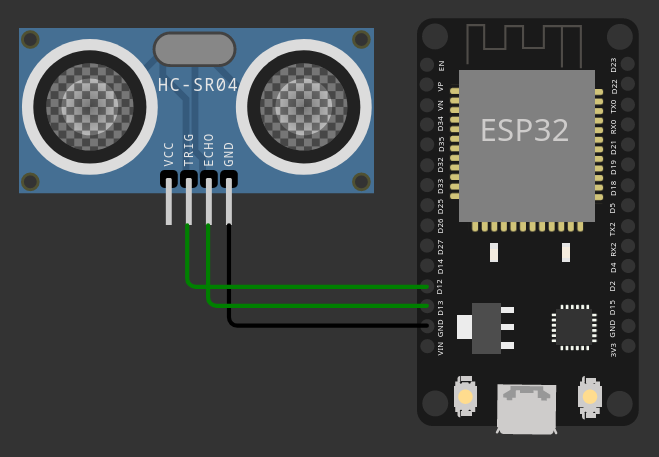 HC-SR04
VCC
TRIG
ECHO
GND
ESP32
EN
VP
VN
D34
D35
D32
D33
D25
D26
D27
D14
D12
D13
GND
VIN
D23
D22
TX0
RX0
D21
D19
D18
D5
TX2
RX2
D4
D2
D15
GND
3V3